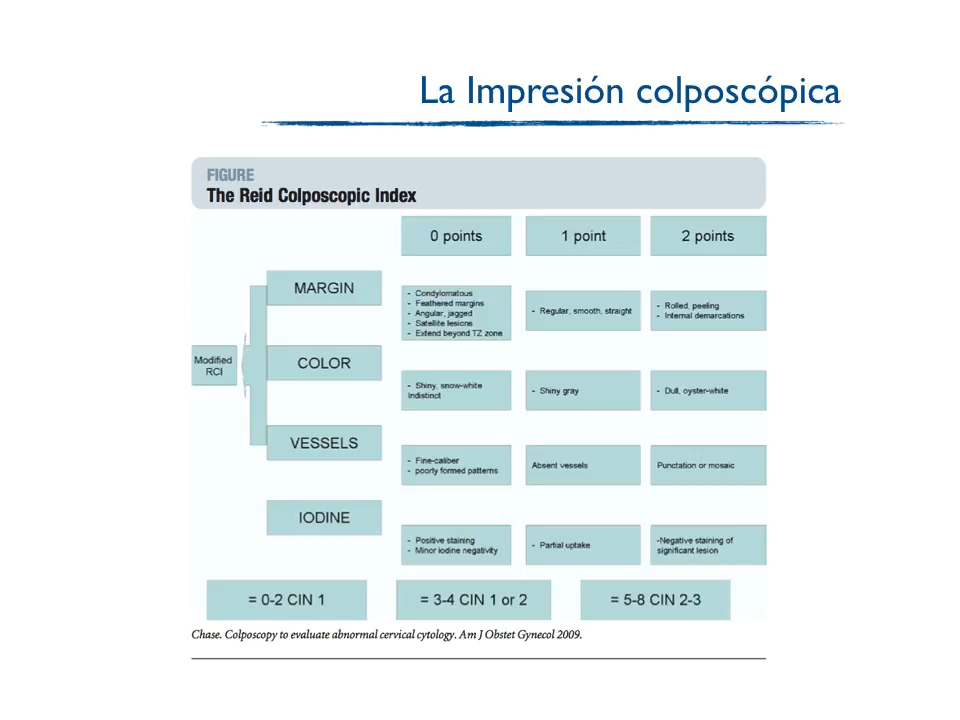 La Impresión colposcópica
FIGURE
The Reid Colposcopic Index
0 points
1 point
2 points
MARGIN
- Condylomatous
- Feathered margins
- Angular, jagged
- Satellite lesions
- Extend beyond TZ zone
- Regular, smooth, straight
- Rolled, peeling
- Internal demarcations
Modified
RCI
COLOR
- Shiny, snow-white
Indistinct
- Shiny gray
- Dull, oyster-white
VESSELS
- Fine-caliber
- poorly formed patterns
Absent vessels
Punctation or mosaic
IODINE
- Positive staining
- Minor iodine negativity
- Partial uptake
-Negative staining of
significant lesion
= 0-2 CIN 1
= 3-4 CIN 1 or 2
= 5-8 CIN 2-3
Chase. Colposcopy to evaluate abnormal cervical cytology. Am J Obstet Gynecol 2009.